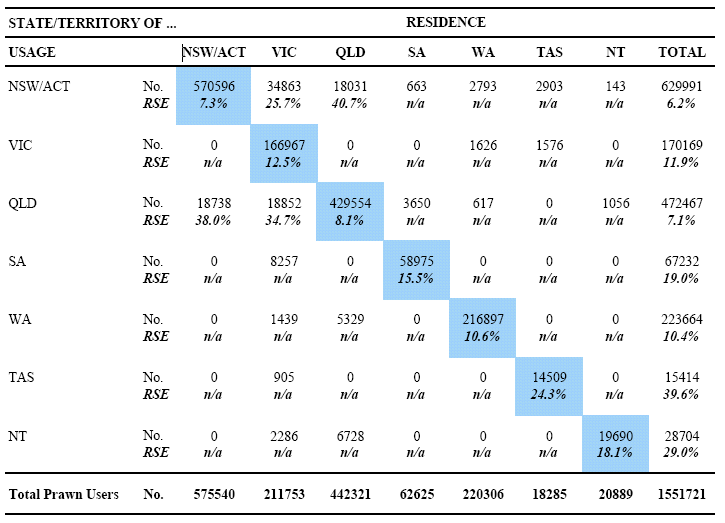 STATE/TERRITORY OF ... RESIDENCE
USAGE NSW/ACT VIC QLD SA WA TAS NT TOTAL
NSW/ACT No. 570596 34863 18031 663 2793 2903 143 629991
RSE 7.3% 25.7% 40.7% n/a n/a n/a n/a 6.2%
VIC No. 0 166967 0 0 1626 1576 0 170169
RSE n/a 12.5% n/a n/a n/a n/a n/a 11.9%
QLD No. 18738 18852 429554 3650 617 0 1056 472467
RSE 38.0% 34.7% 8.1% n/a n/a n/a n/a 7.1%
SA No. 0 8257 0 58975 0 0 0 67232
RSE n/a n/a n/a 15.5% n/a n/a n/a 19.0%
WA No. 0 1439 5329 0 216897 0 0 223664
RSE n/a n/a n/a n/a 10.6% n/a n/a 10.4%
TAS No. 0 905 0 0 0 14509 0 15414
RSE n/a n/a n/a n/a n/a 24.3% n/a 39.6%
NT No. 0 2286 6728 0 0 0 19690 28704
RSE n/a n/a n/a n/a n/a n/a 18.1% 29.0%
Total Prawn Users No. 575540 211753 442321 62625 220306 18285 20889 1551721